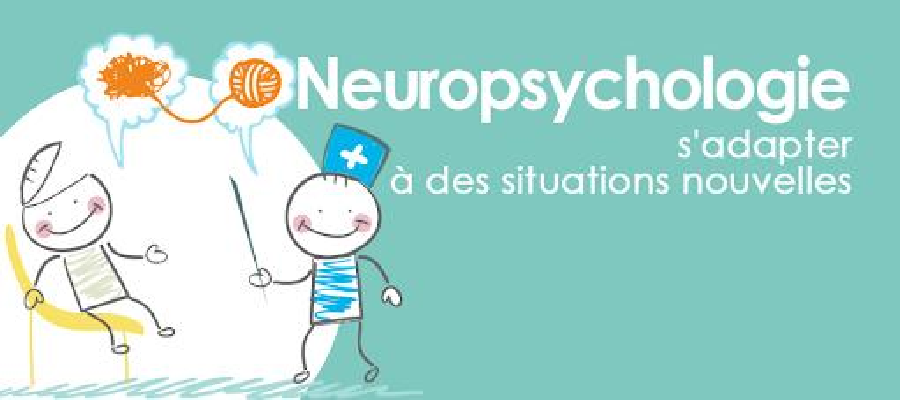 Neuropsychologie
s'adapter
à des situations nouvelles